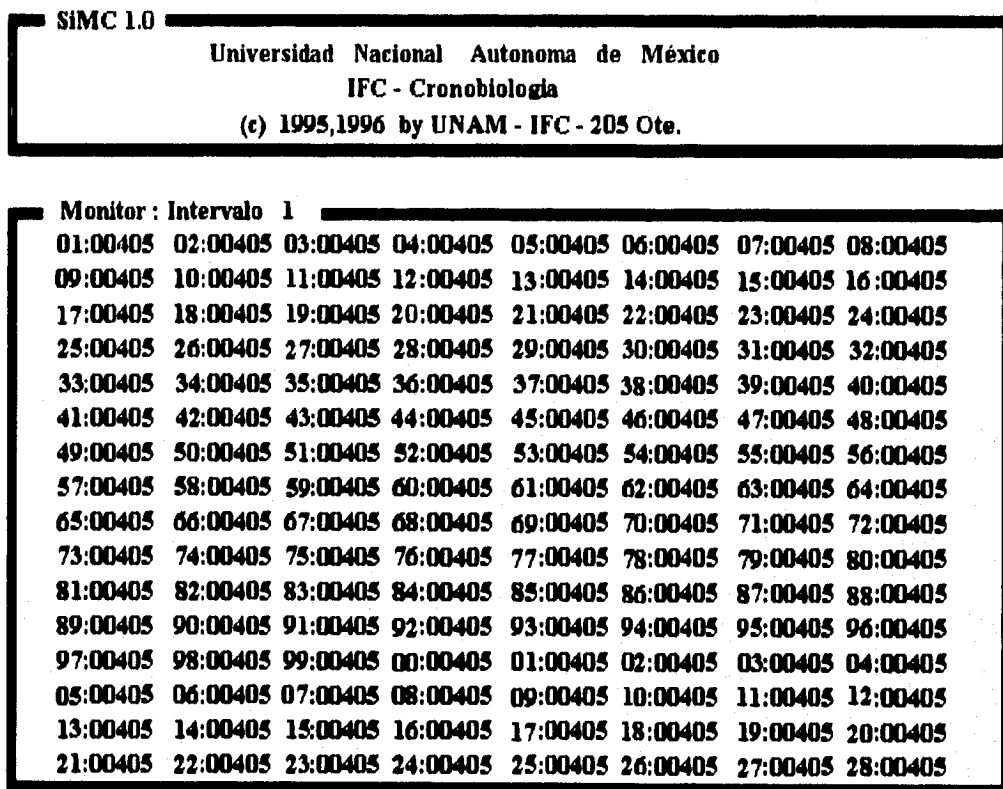 SiMC 1.0
Universidad Nacional Autonoma de México
IFC - Cronobiologia
(c) 1995,1996 by UNAM - IFC - 205 Ote.
Monitor : Intervalo 1
01:00405 02:00405 03:00405 04:00405 05:00405 06:00405 07:00405 08:00405
09:00405 10:00405 11:00405 12:00405 13:00405 14:00405 15:00405 16:00405
17:00405 18:00405 19:00405 20:00405 21:00405 22:00405 23:00405 24:00405
25:00405 26:00405 27:00405 28:00405 29:00405 30:00405 31:00405 32:00405
33:00405 34:00405 35:00405 36:00405 37:00405 38:00405 39:00405 40:00405
41:00405 42:00405 43:00405 44:00405 45:00405 46:00405 47:00405 48:00405
49:00405 50:00405 51:00405 52:00405 53:00405 54:00405 55:00405 56:00405
57:00405 58:00405 59:00405 60:00405 61:00405 62:00405 63:00405 64:00405
65:00405 66:00405 67:00405 68:00405 69:00405 70:00405 71:00405 72:00405
73:00405 74:00405 75:00405 76:00405 77:00405 78:00405 79:00405 80:00405
81:00405 82:00405 83:00405 84:00405 85:00405 86:00405 87:00405 88:00405
89:00405 90:00405 91:00405 92:00405 93:00405 94:00405 95:00405 96:00405
97:00405 98:00405 99:00405 00:00405 01:00405 02:00405 03:00405 04:00405
05:00405 06:00405 07:00405 08:00405 09:00405 10:00405 11:00405 12:00405
13:00405 14:00405 15:00405 16:00405 17:00405 18:00405 19:00405 20:00405
21:00405 22:00405 23:00405 24:00405 25:00405 26:00405 27:00405 28:00405